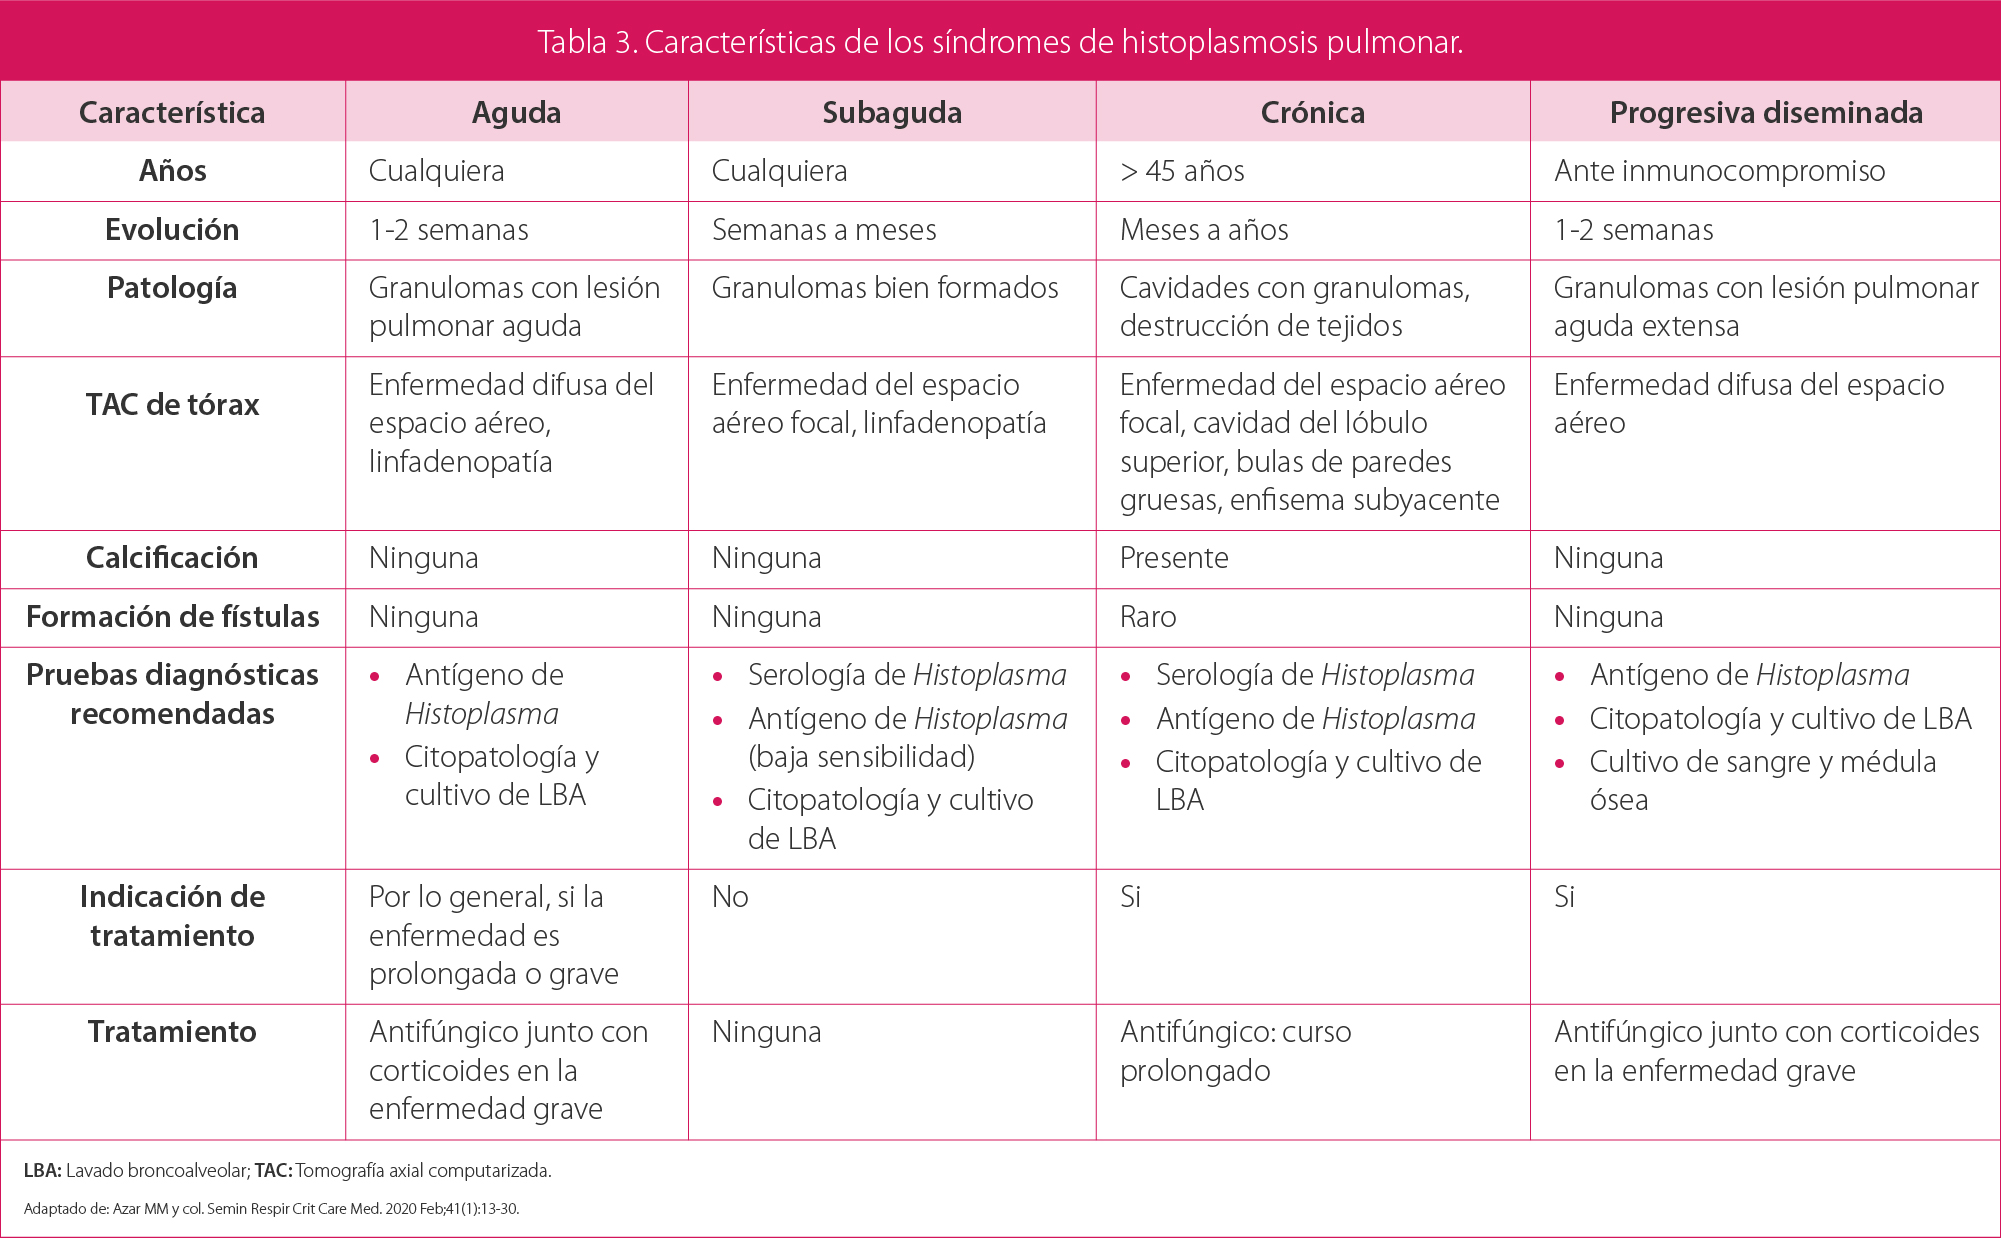 Tabla 3. Características de los síndromes de histoplasmosis pulmonar.
Característica
Aguda
Subaguda
Crónica
Progresiva diseminada
Años
Cualquiera
Cualquiera
> 45 años
Ante inmunocompromiso
Evolución
1-2 semanas
Semanas a meses
Meses a años
1-2 semanas
Patología
Granulomas con lesión
pulmonar aguda
Granulomas bien formados
Cavidades con granulomas,
destrucción de tejidos
Granulomas con lesión pulmonar
aguda extensa
TAC de tórax
Enfermedad difusa del
espacio aéreo,
linfadenopatía
Enfermedad del espacio
aéreo focal, linfadenopatía
Enfermedad del espacio aéreo
focal, cavidad del lóbulo
superior, bulas de paredes
gruesas, enfisema subyacente
Enfermedad difusa del espacio
aéreo
Calcificación
Ninguna
Ninguna
Presente
Ninguna
Formación de fístulas
Ninguna
Ninguna
Raro
Ninguna
Pruebas diagnósticas
recomendadas
• Antígeno de
Histoplasma
• Citopatología y
cultivo de LBA
• Serología de Histoplasma
• Antígeno de Histoplasma
(baja sensibilidad)
• Citopatología y cultivo
de LBA
• Serología de Histoplasma
• Antígeno de Histoplasma
• Citopatología y cultivo de
LBA
• Antígeno de Histoplasma
• Citopatología y cultivo de LBA
• Cultivo de sangre y médula
ósea
Indicación de
tratamiento
Por lo general, si la
enfermedad es
prolongada o grave
No
Si
Si
Tratamiento
Antifúngico junto con
corticoides en la
enfermedad grave
Ninguna
Antifúngico: curso
prolongado
Antifúngico junto con corticoides
en la enfermedad grave
LBA: Lavado broncoalveolar; TAC: Tomografía axial computarizada.
Adaptado de: Azar MM y col. Semin Respir Crit Care Med. 2020 Feb;41(1):13-30.